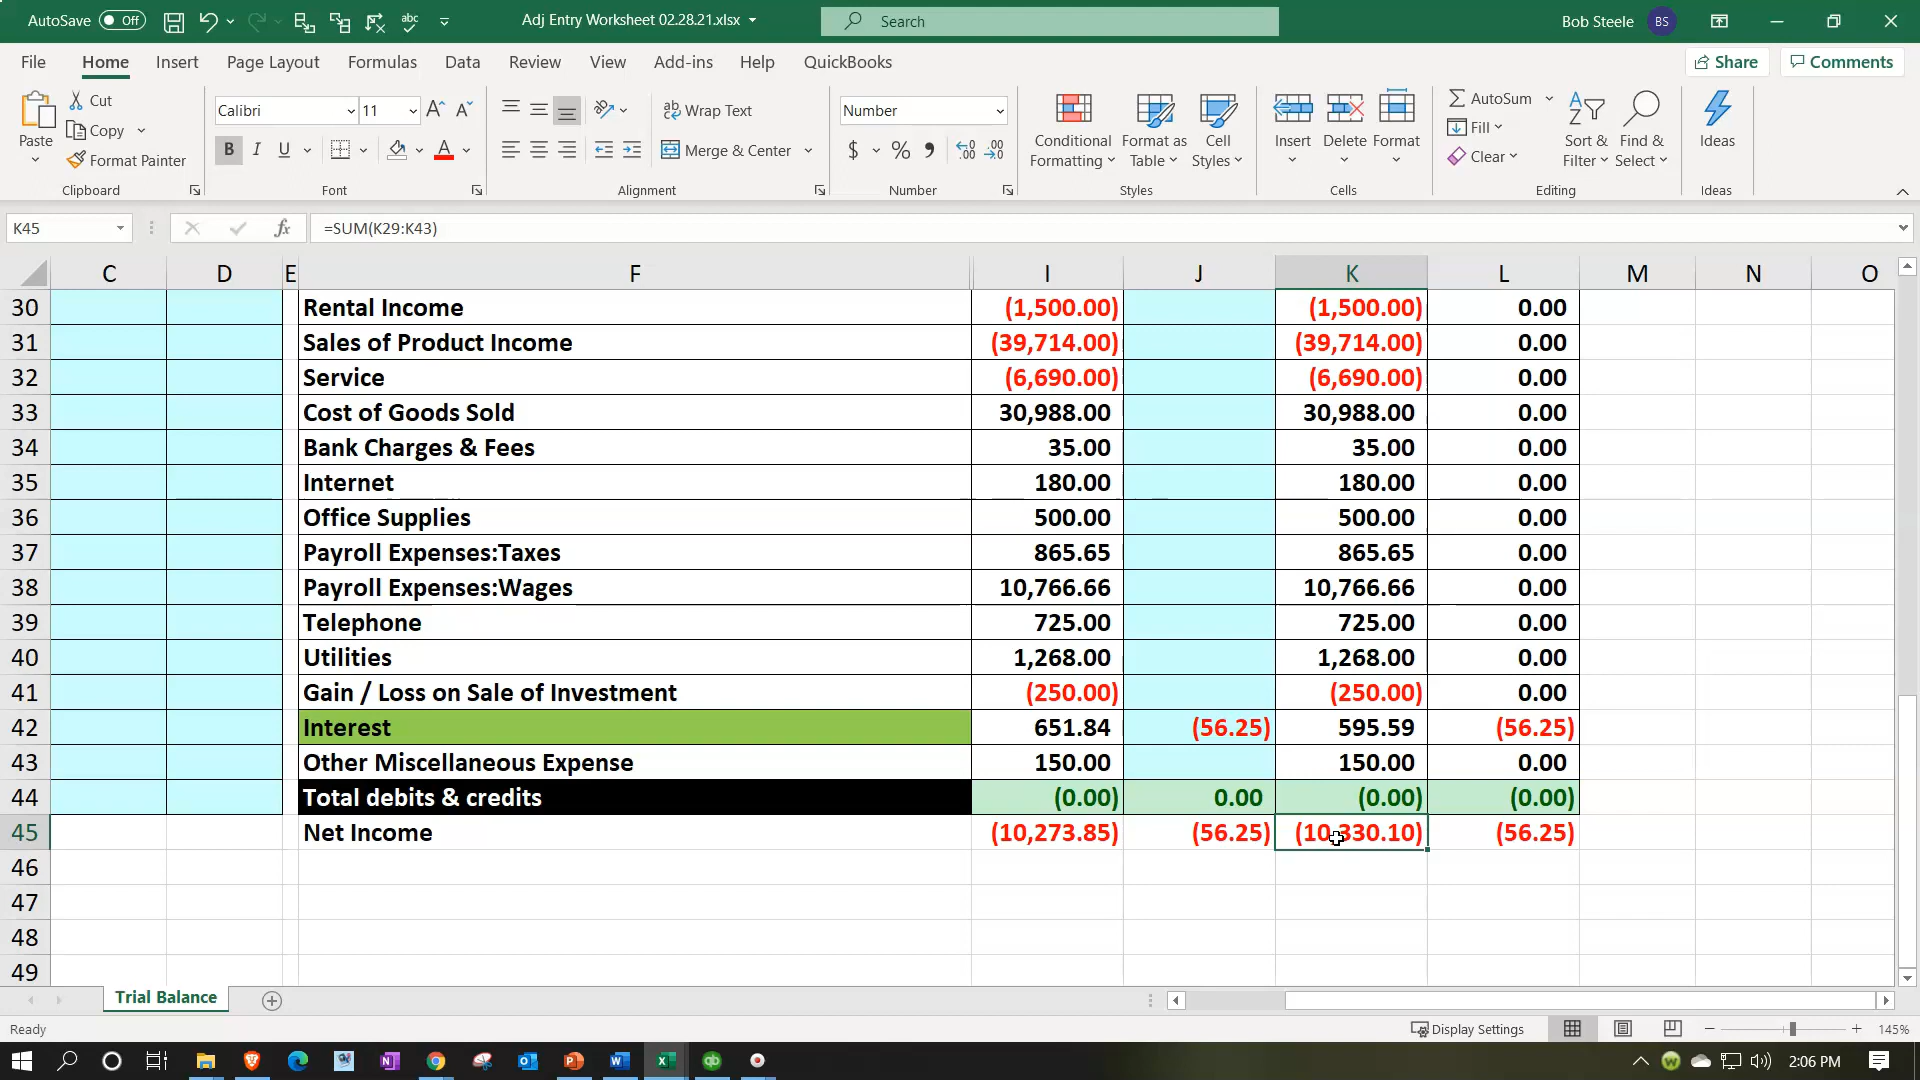 AutoSave Off Adj Entry Worksheet 02.28.21.xlsx Search Bob Steele BS
File Home Insert Page Layout Formulas Data Review View Add-ins Help QuickBooks Share Comments
Paste Cut Copy Format Painter Clipboard
Calibri 11 B I U A Font
Wrap Text Merge & Center Alignment
Number $ % Number
Conditional Formatting Format as Table Cell Styles Styles
Insert Delete Format Cells
AutoSum Fill Clear Sort & Filter Find & Select Editing
Ideas Ideas
K45 fx =SUM(K29:K43)
C D E F I J K L M N O
30 Rental Income (1,500.00) (1,500.00) 0.00
31 Sales of Product Income (39,714.00) (39,714.00) 0.00
32 Service (6,690.00) (6,690.00) 0.00
33 Cost of Goods Sold 30,988.00 30,988.00 0.00
34 Bank Charges & Fees 35.00 35.00 0.00
35 Internet 180.00 180.00 0.00
36 Office Supplies 500.00 500.00 0.00
37 Payroll Expenses:Taxes 865.65 865.65 0.00
38 Payroll Expenses:Wages 10,766.66 10,766.66 0.00
39 Telephone 725.00 725.00 0.00
40 Utilities 1,268.00 1,268.00 0.00
41 Gain / Loss on Sale of Investment (250.00) (250.00) 0.00
42 Interest 651.84 (56.25) 595.59 (56.25)
43 Other Miscellaneous Expense 150.00 150.00 0.00
44 Total debits & credits (0.00) 0.00 (0.00) (0.00)
45 Net Income (10,273.85) (56.25) (10,330.10) (56.25)
46
47
48
49
Trial Balance
Ready Display Settings 145%
2:06 PM